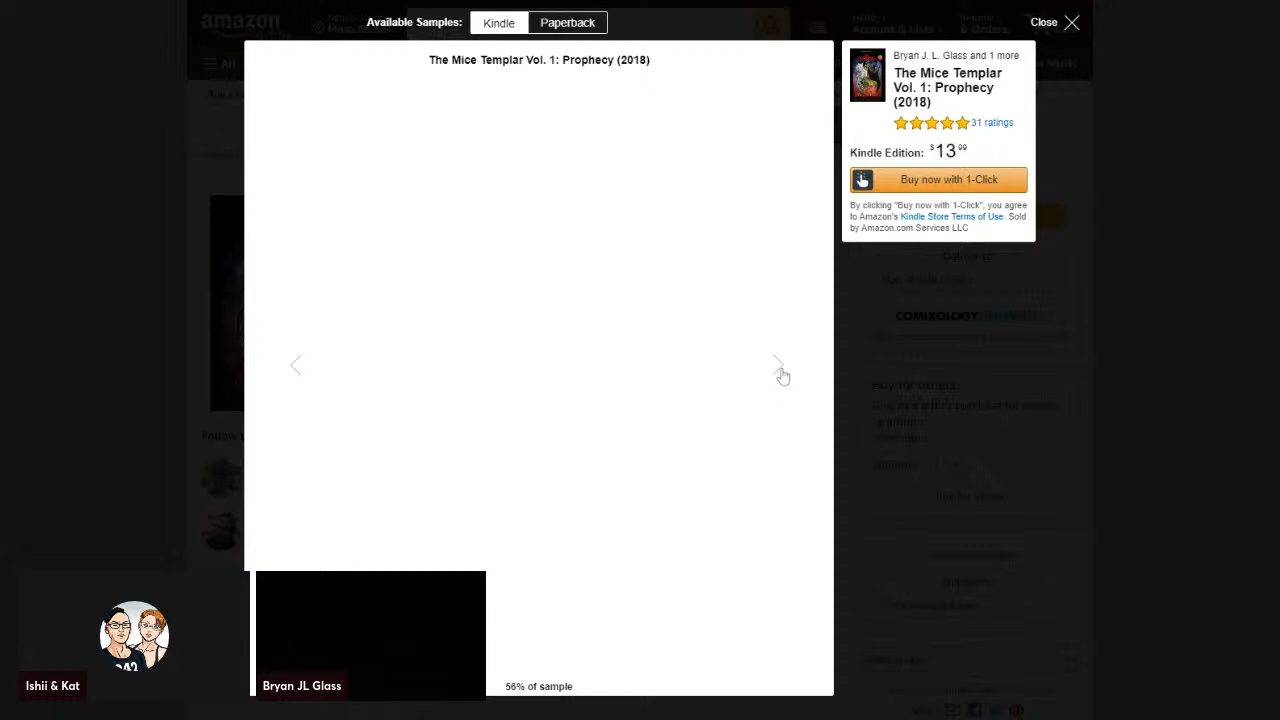 amazon
Available Samples:
Kindle
Paperback
Close
The Mice Templar Vol. 1: Prophecy (2018)
Bryan J. L. Glass and 1 more
The Mice Templar
Vol. 1: Prophecy
(2018)
31 ratings
Kindle Edition: $13 99
Buy now with 1-Click
By clicking "Buy now with 1-Click", you agree
to Amazon's Kindle Store Terms of Use. Sold
by Amazon.com Services LLC
COMIXOLOGY
Ishii & Kat
Bryan JL Glass
56% of sample